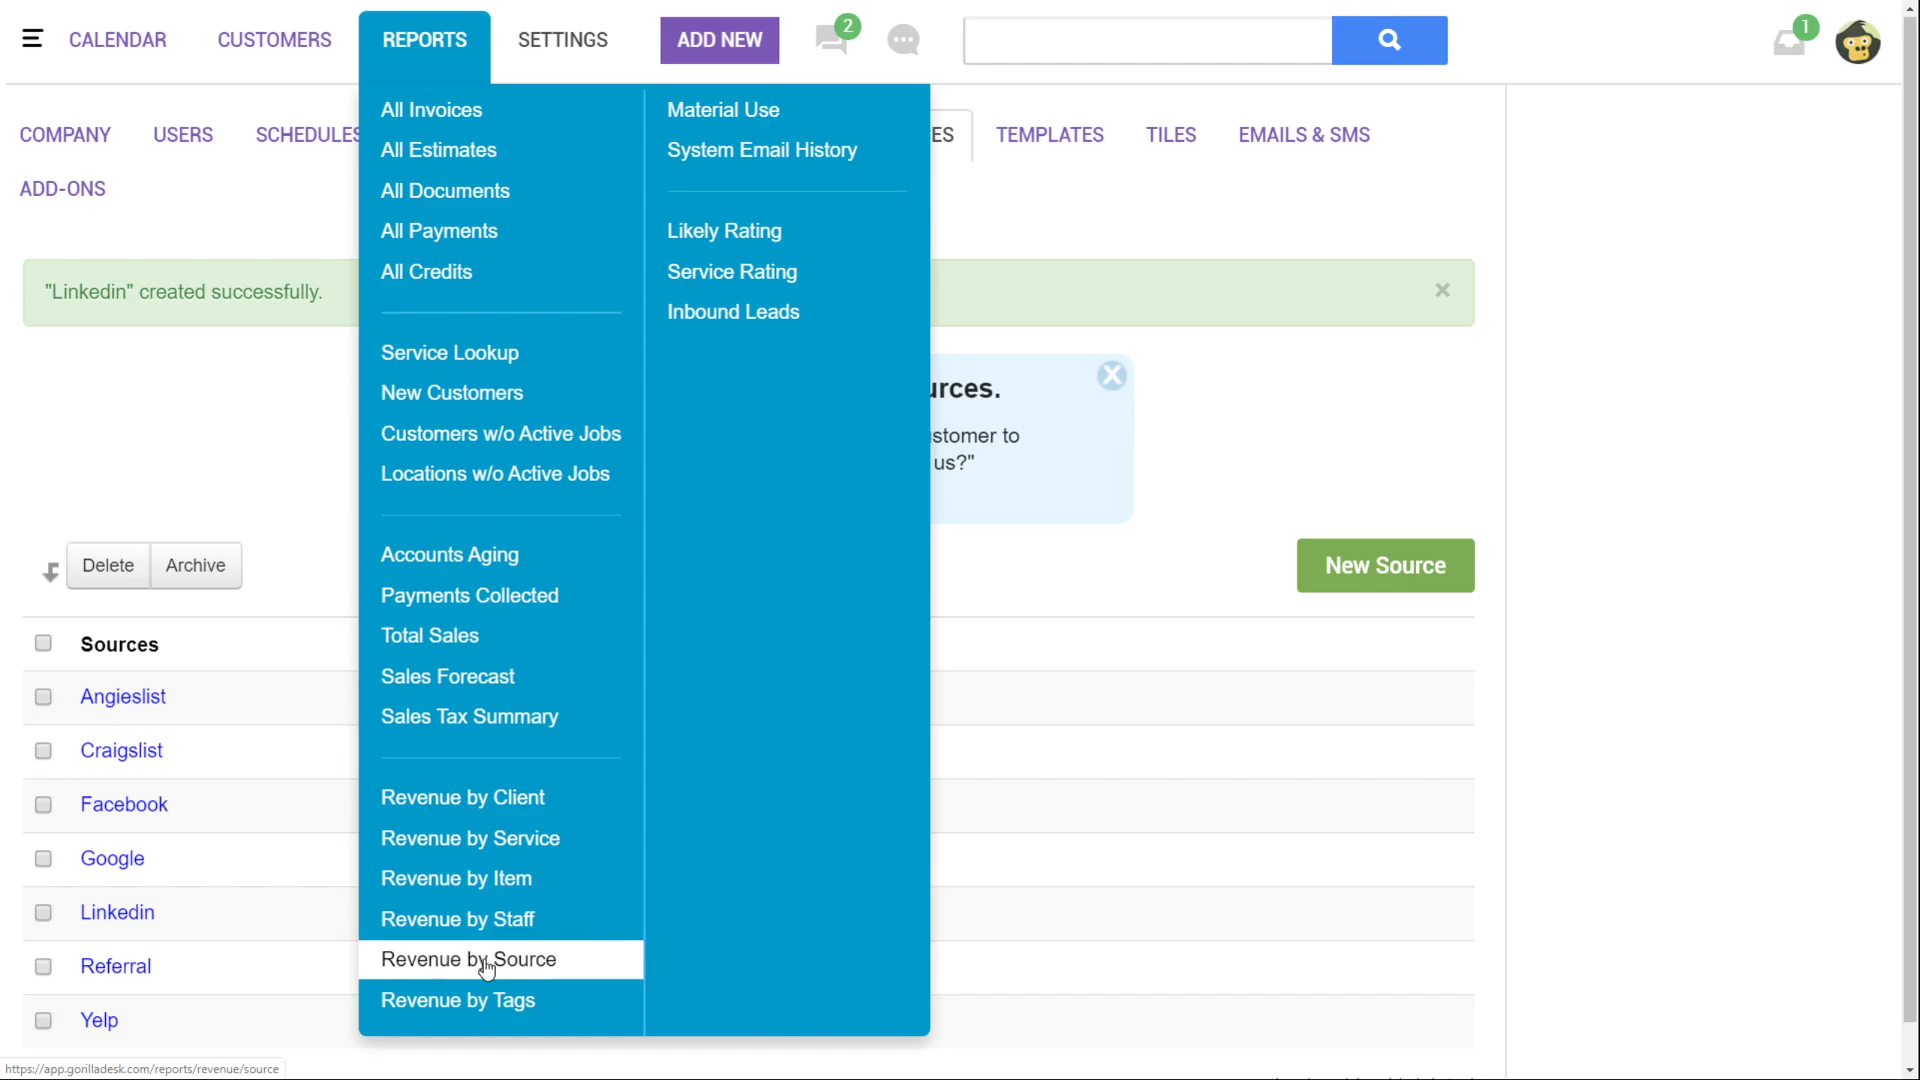 CALENDAR CUSTOMERS REPORTS SETTINGS ADD NEW 2 1
COMPANY USERS SCHEDULES ES TEMPLATES TILES EMAILS & SMS
ADD-ONS
All Invoices
All Estimates
All Documents
All Payments
All Credits
Service Lookup
New Customers
Customers w/o Active Jobs
Locations w/o Active Jobs
Accounts Aging
Payments Collected
Total Sales
Sales Forecast
Sales Tax Summary
Revenue by Client
Revenue by Service
Revenue by Item
Revenue by Staff
Revenue by Source
Revenue by Tags
Material Use
System Email History
Likely Rating
Service Rating
Inbound Leads
"Linkedin" created successfully.
urces.
stomer to
us?"
Delete Archive New Source
Sources
Angieslist
Craigslist
Facebook
Google
Linkedin
Referral
Yelp
https://app.gorilladesk.com/reports/revenue/source